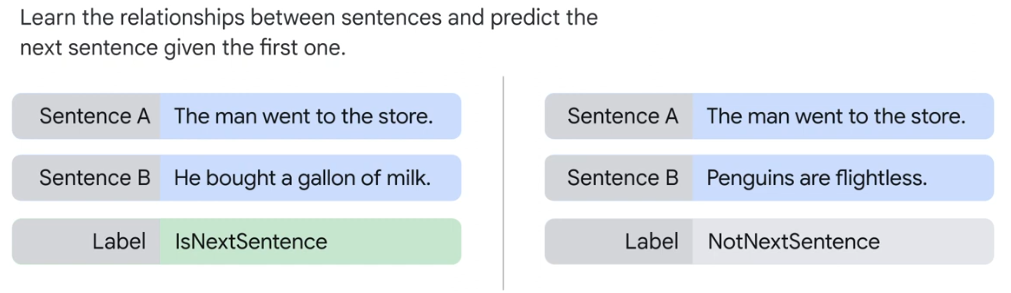 Learn the relationships between sentences and predict the
next sentence given the first one.
Sentence A The man went to the store.
Sentence B He bought a gallon of milk.
Label IsNextSentence
Sentence A The man went to the store.
Sentence B Penguins are flightless.
Label NotNextSentence